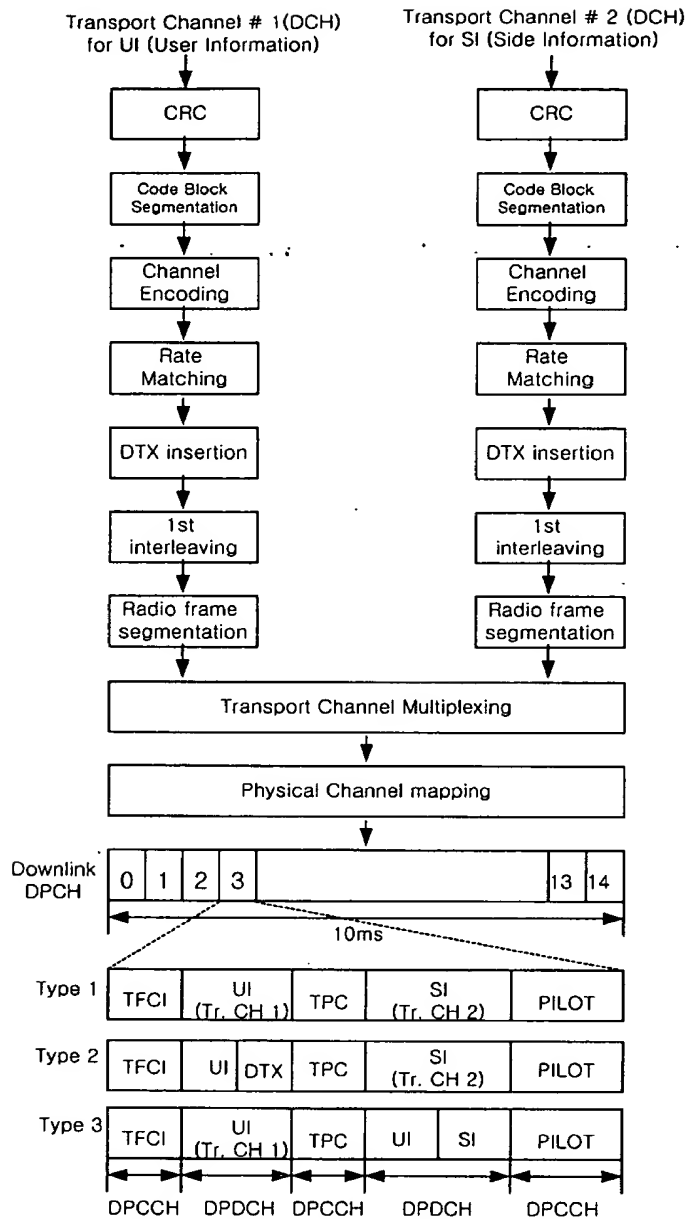 Transport Channel # 1(DCH)
for UI (User Information)
Transport Channel # 2 (DCH)
for SI (Side Information)
CRC
CRC
Code Block
Segmentation
Code Block
Segmentation
Channel
Encoding
Channel
Encoding
Rate
Matching
Rate
Matching
DTX insertion
DTX insertion
1st
interleaving
1st
interleaving
Radio frame
segmentation
Radio frame
segmentation
Transport Channel Multiplexing
Physical Channel mapping
Downlink
DPCH
0 1 2 3 13 14
10ms
Type 1
TFCI
UI
(Tr. CH 1)
TPC
SI
(Tr. CH 2)
PILOT
Type 2
TFCI
UI
DTX
TPC
SI
(Tr. CH 2)
PILOT
Type 3
TFCI
UI
(Tr. CH 1)
TPC
UI
SI
PILOT
DPCCH DPDCH DPCCH DPDCH DPCCH